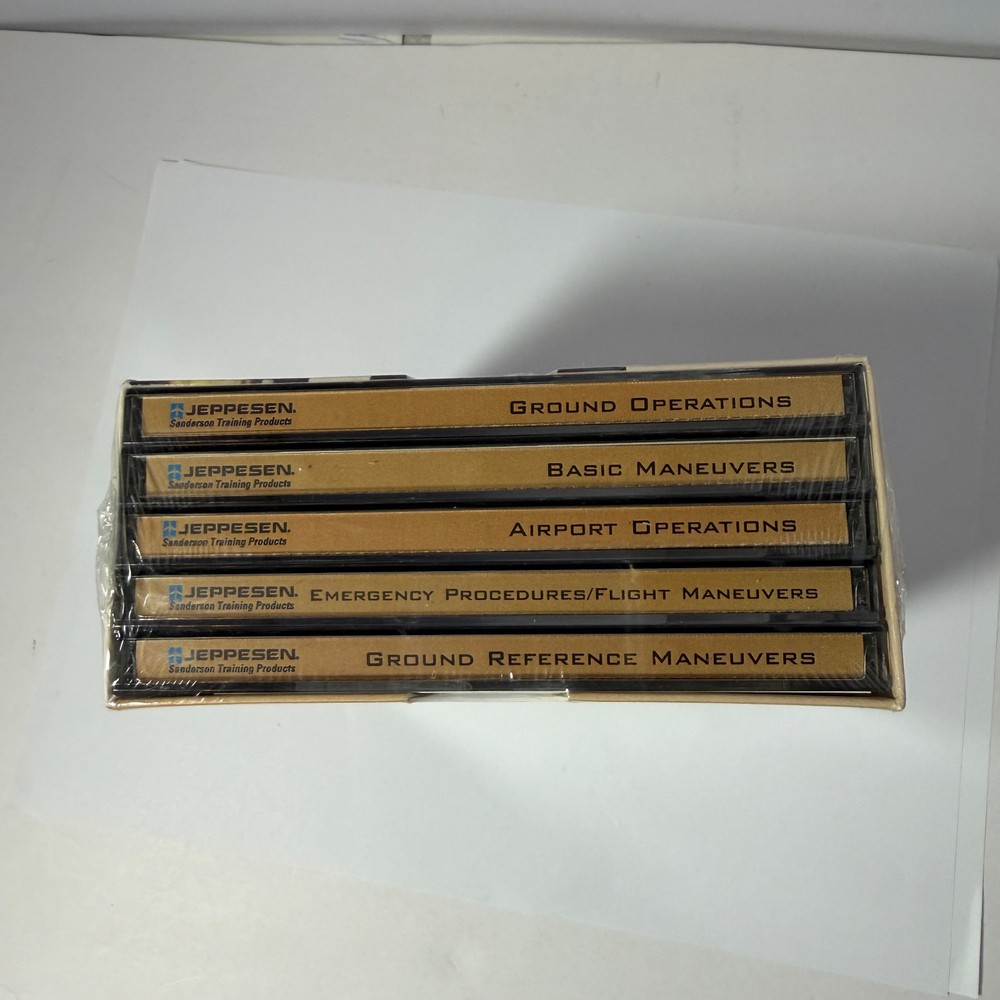 JEPPESEN.
Sanderson Training Products
GROUND OPERATIONS
JEPPESEN.
Sanderson Training Products
BASIC MANEUVERS
JEPPESEN.
Sanderson Training Products
AIRPORT OPERATIONS
JEPPESEN.
Sanderson Training Products
EMERGENCY PROCEDURES/FLIGHT MANEUVERS
JEPPESEN.
Sanderson Training Products
GROUND REFERENCE MANEUVERS